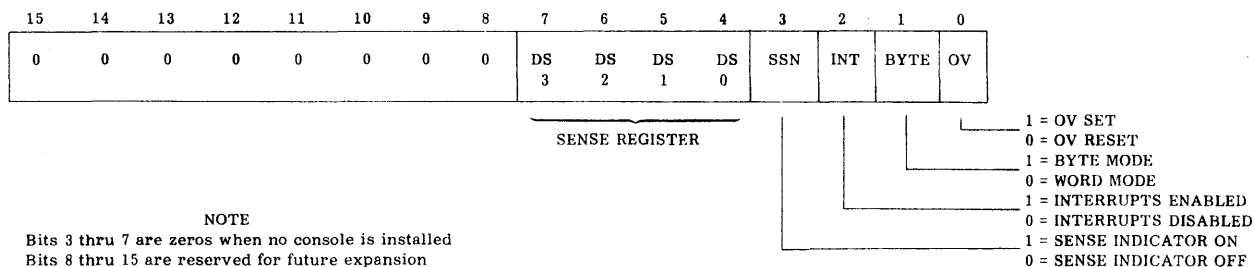 15 14 13 12 11 10 9 8 7 6 5 4 3 2 1 0
0 0 0 0 0 0 0 0 DS DS DS DS SSN INT BYTE OV
3 2 1 0
SENSE REGISTER
1 = OV SET
0 = OV RESET
1 = BYTE MODE
0 = WORD MODE
1 = INTERRUPTS ENABLED
0 = INTERRUPTS DISABLED
1 = SENSE INDICATOR ON
0 = SENSE INDICATOR OFF
NOTE
Bits 3 thru 7 are zeros when no console is installed
Bits 8 thru 15 are reserved for future expansion